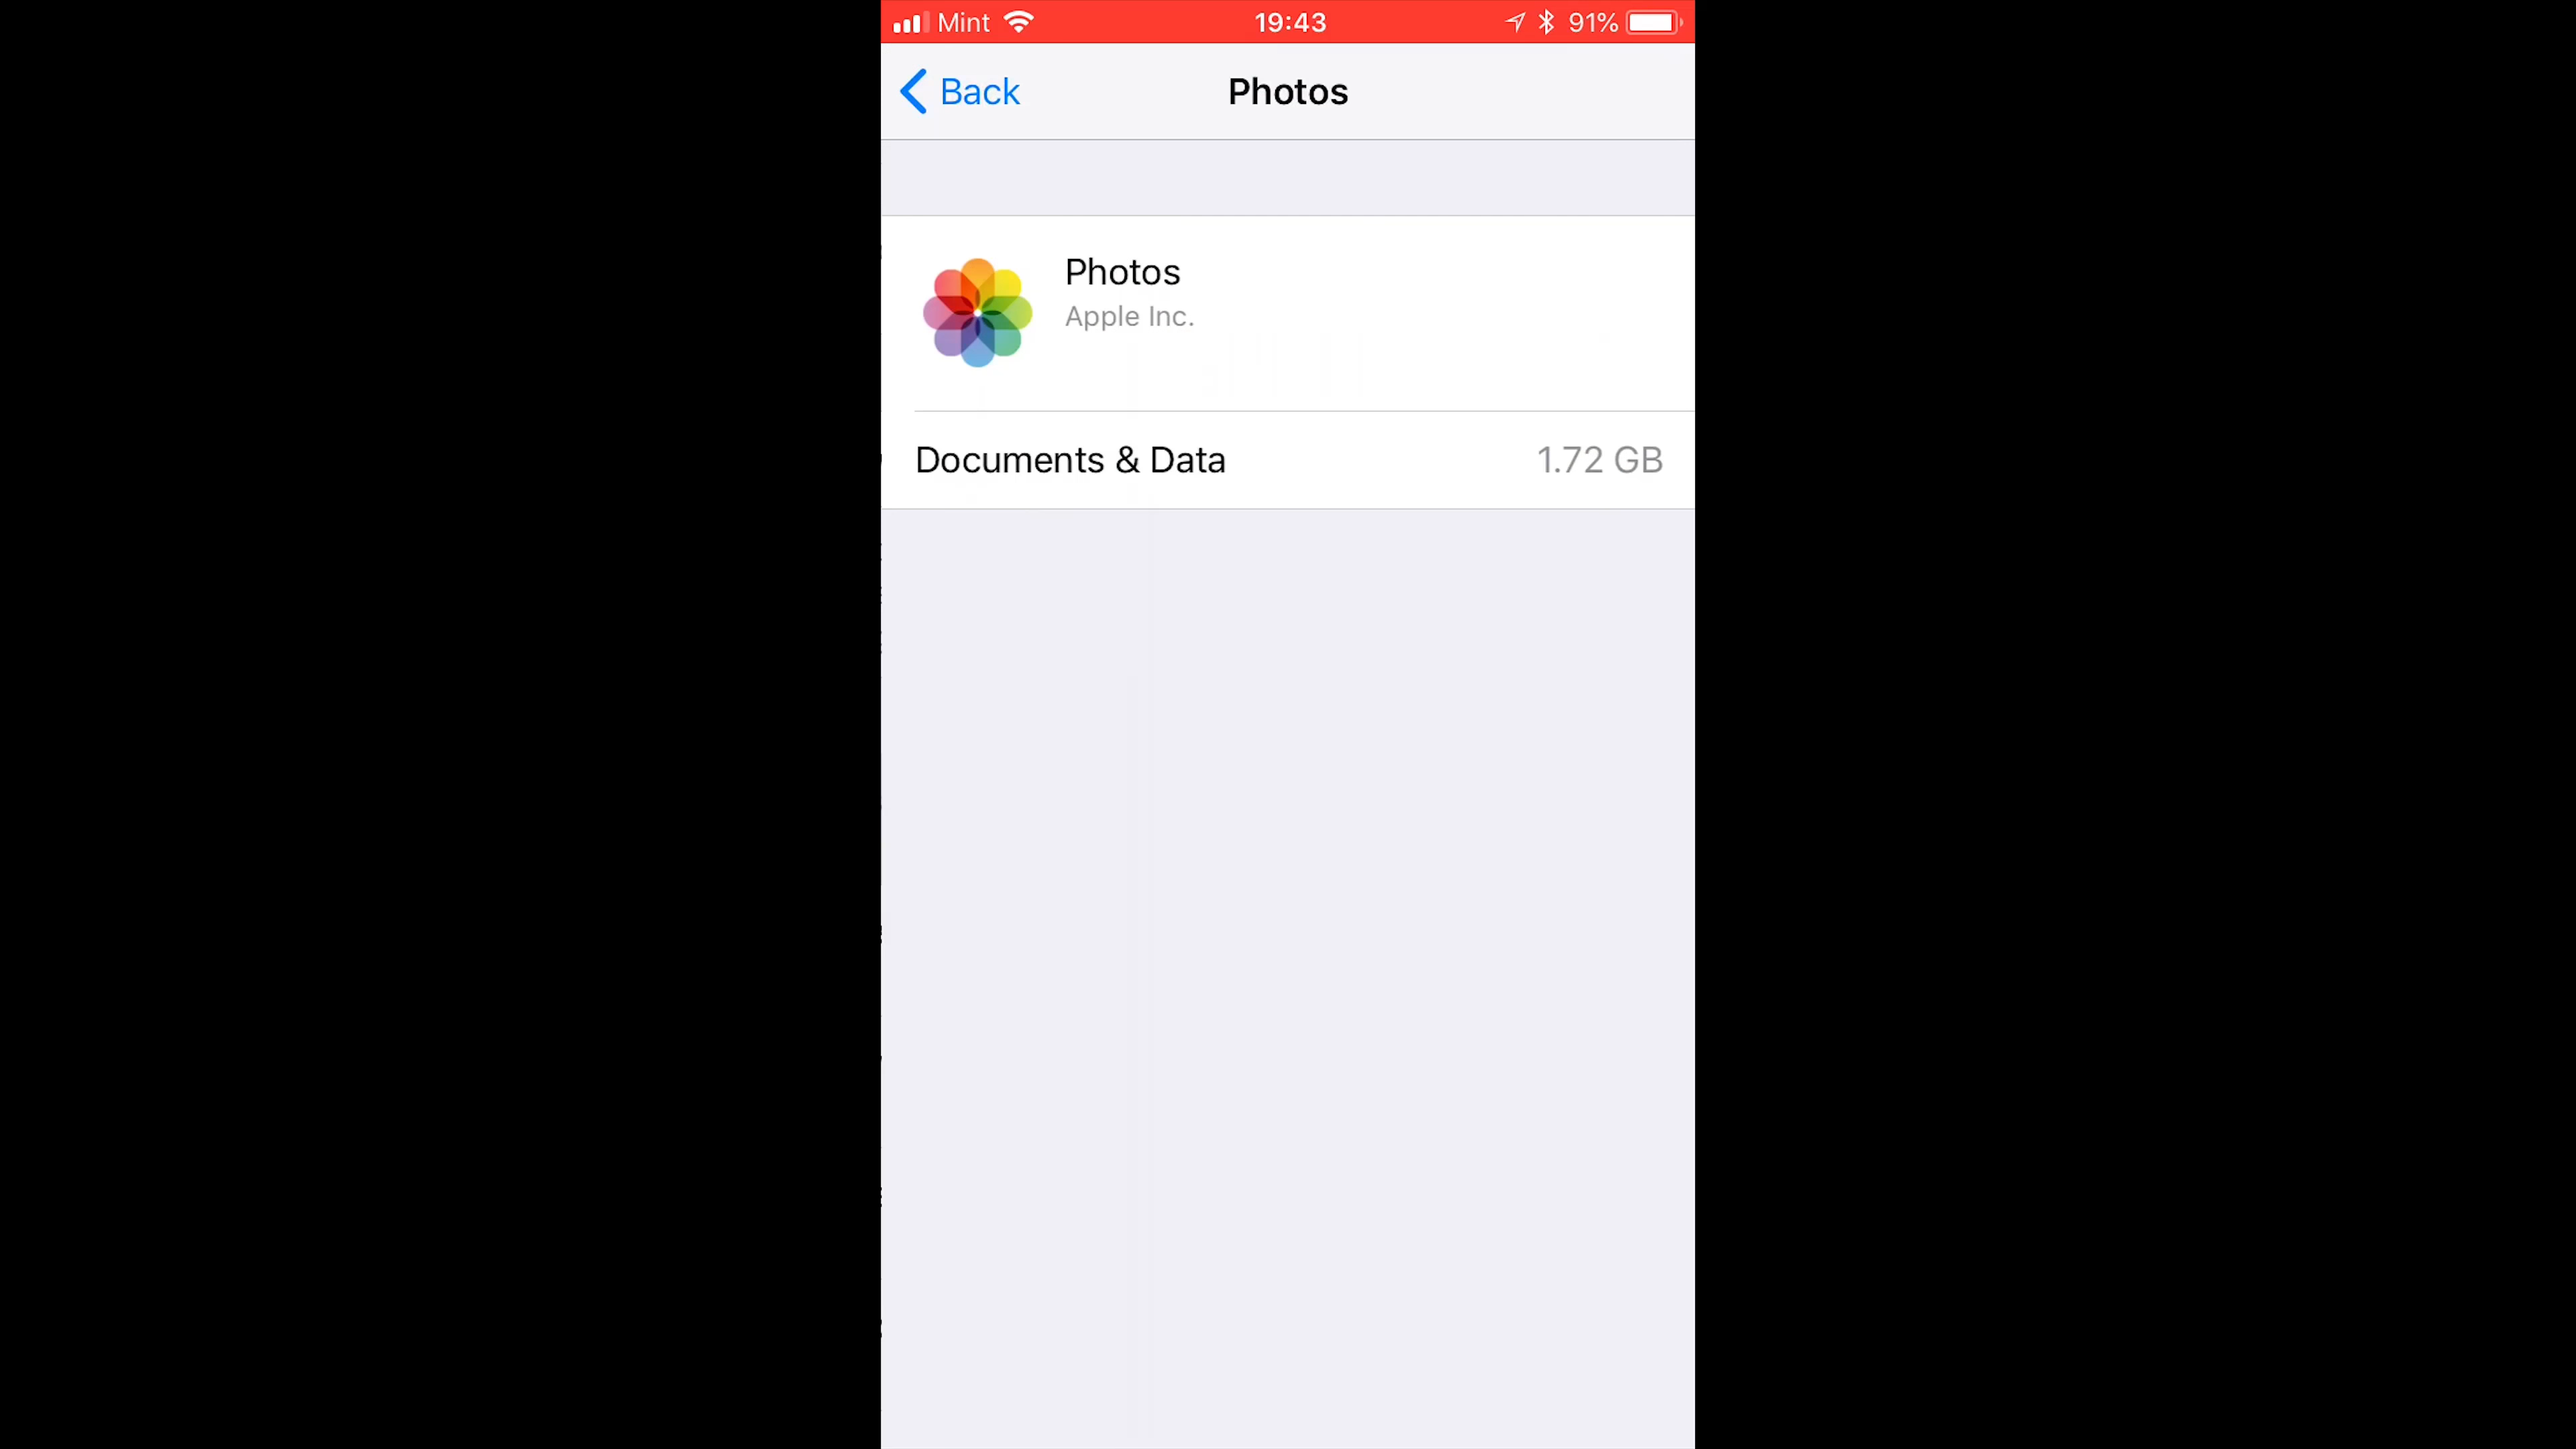 Mint 19:43 91%
Back Photos
Photos
Apple Inc.
Documents & Data 1.72 GB